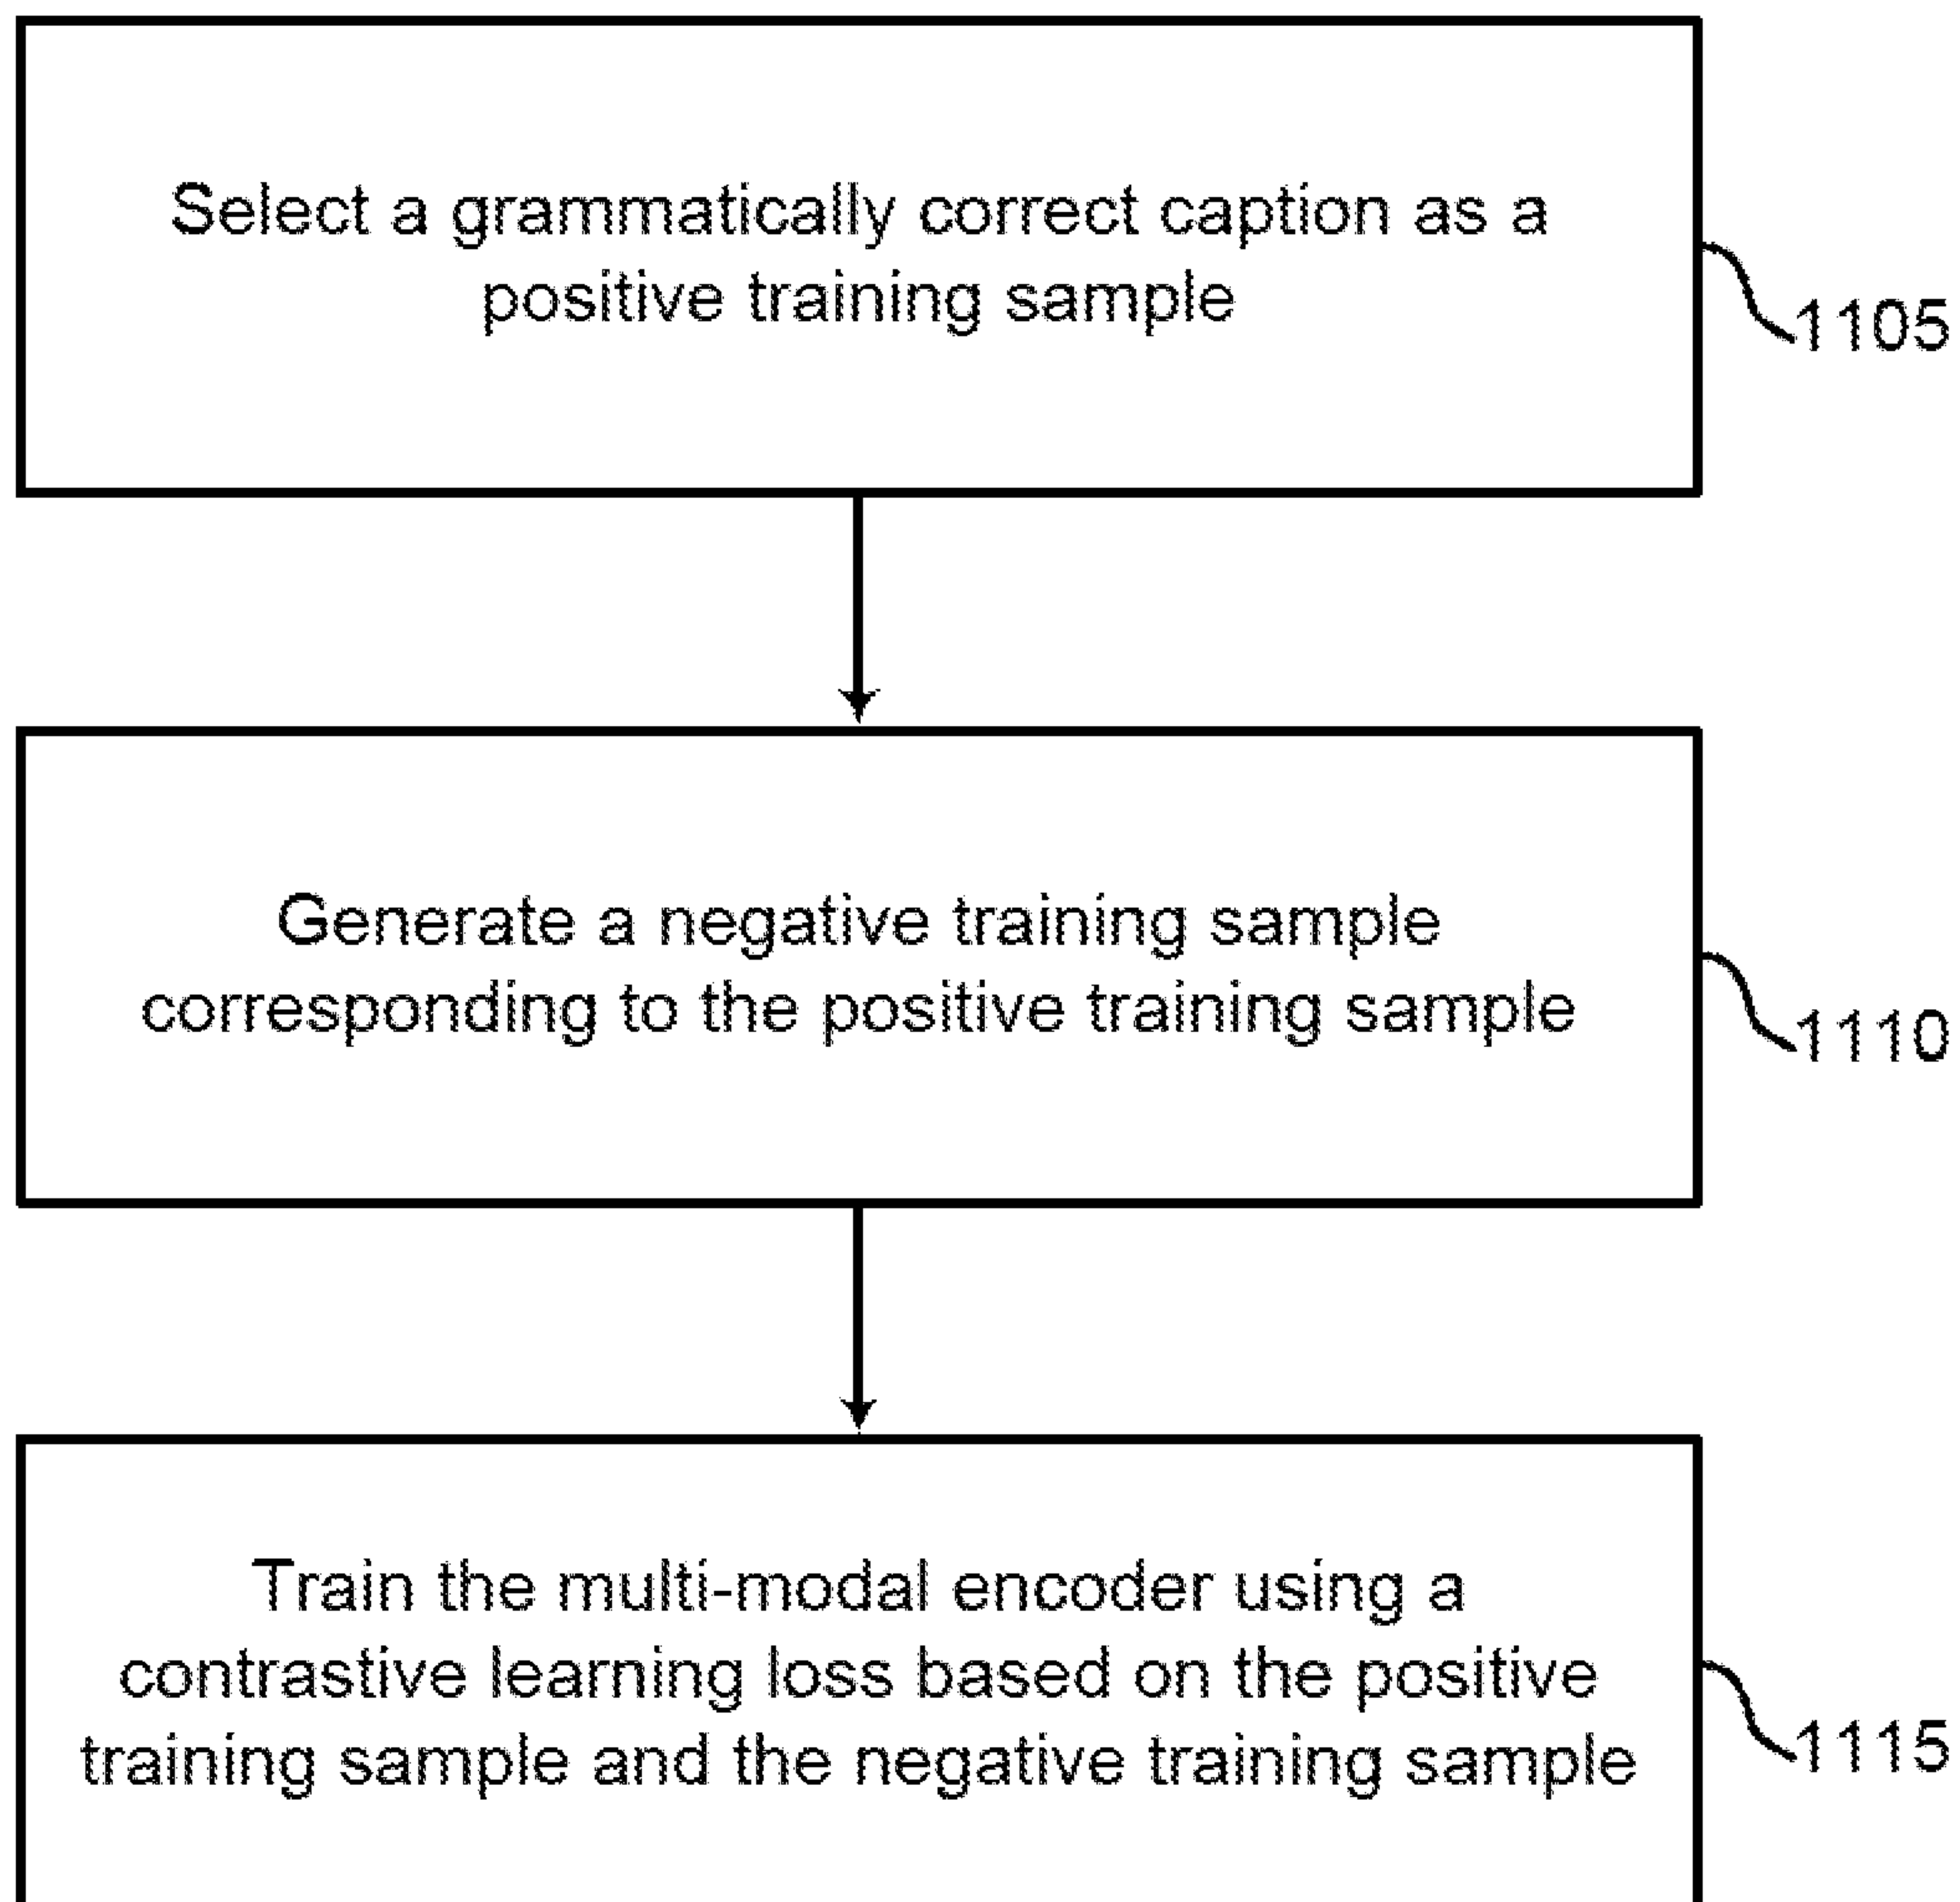 Select a grammatically correct caption as a
positive training sample
1105
Generate a negative training sample
corresponding to the positive training sample
1110
Train the multi-modal encoder using a
contrastive learning loss based on the positive
training sample and the negative training sample
1115